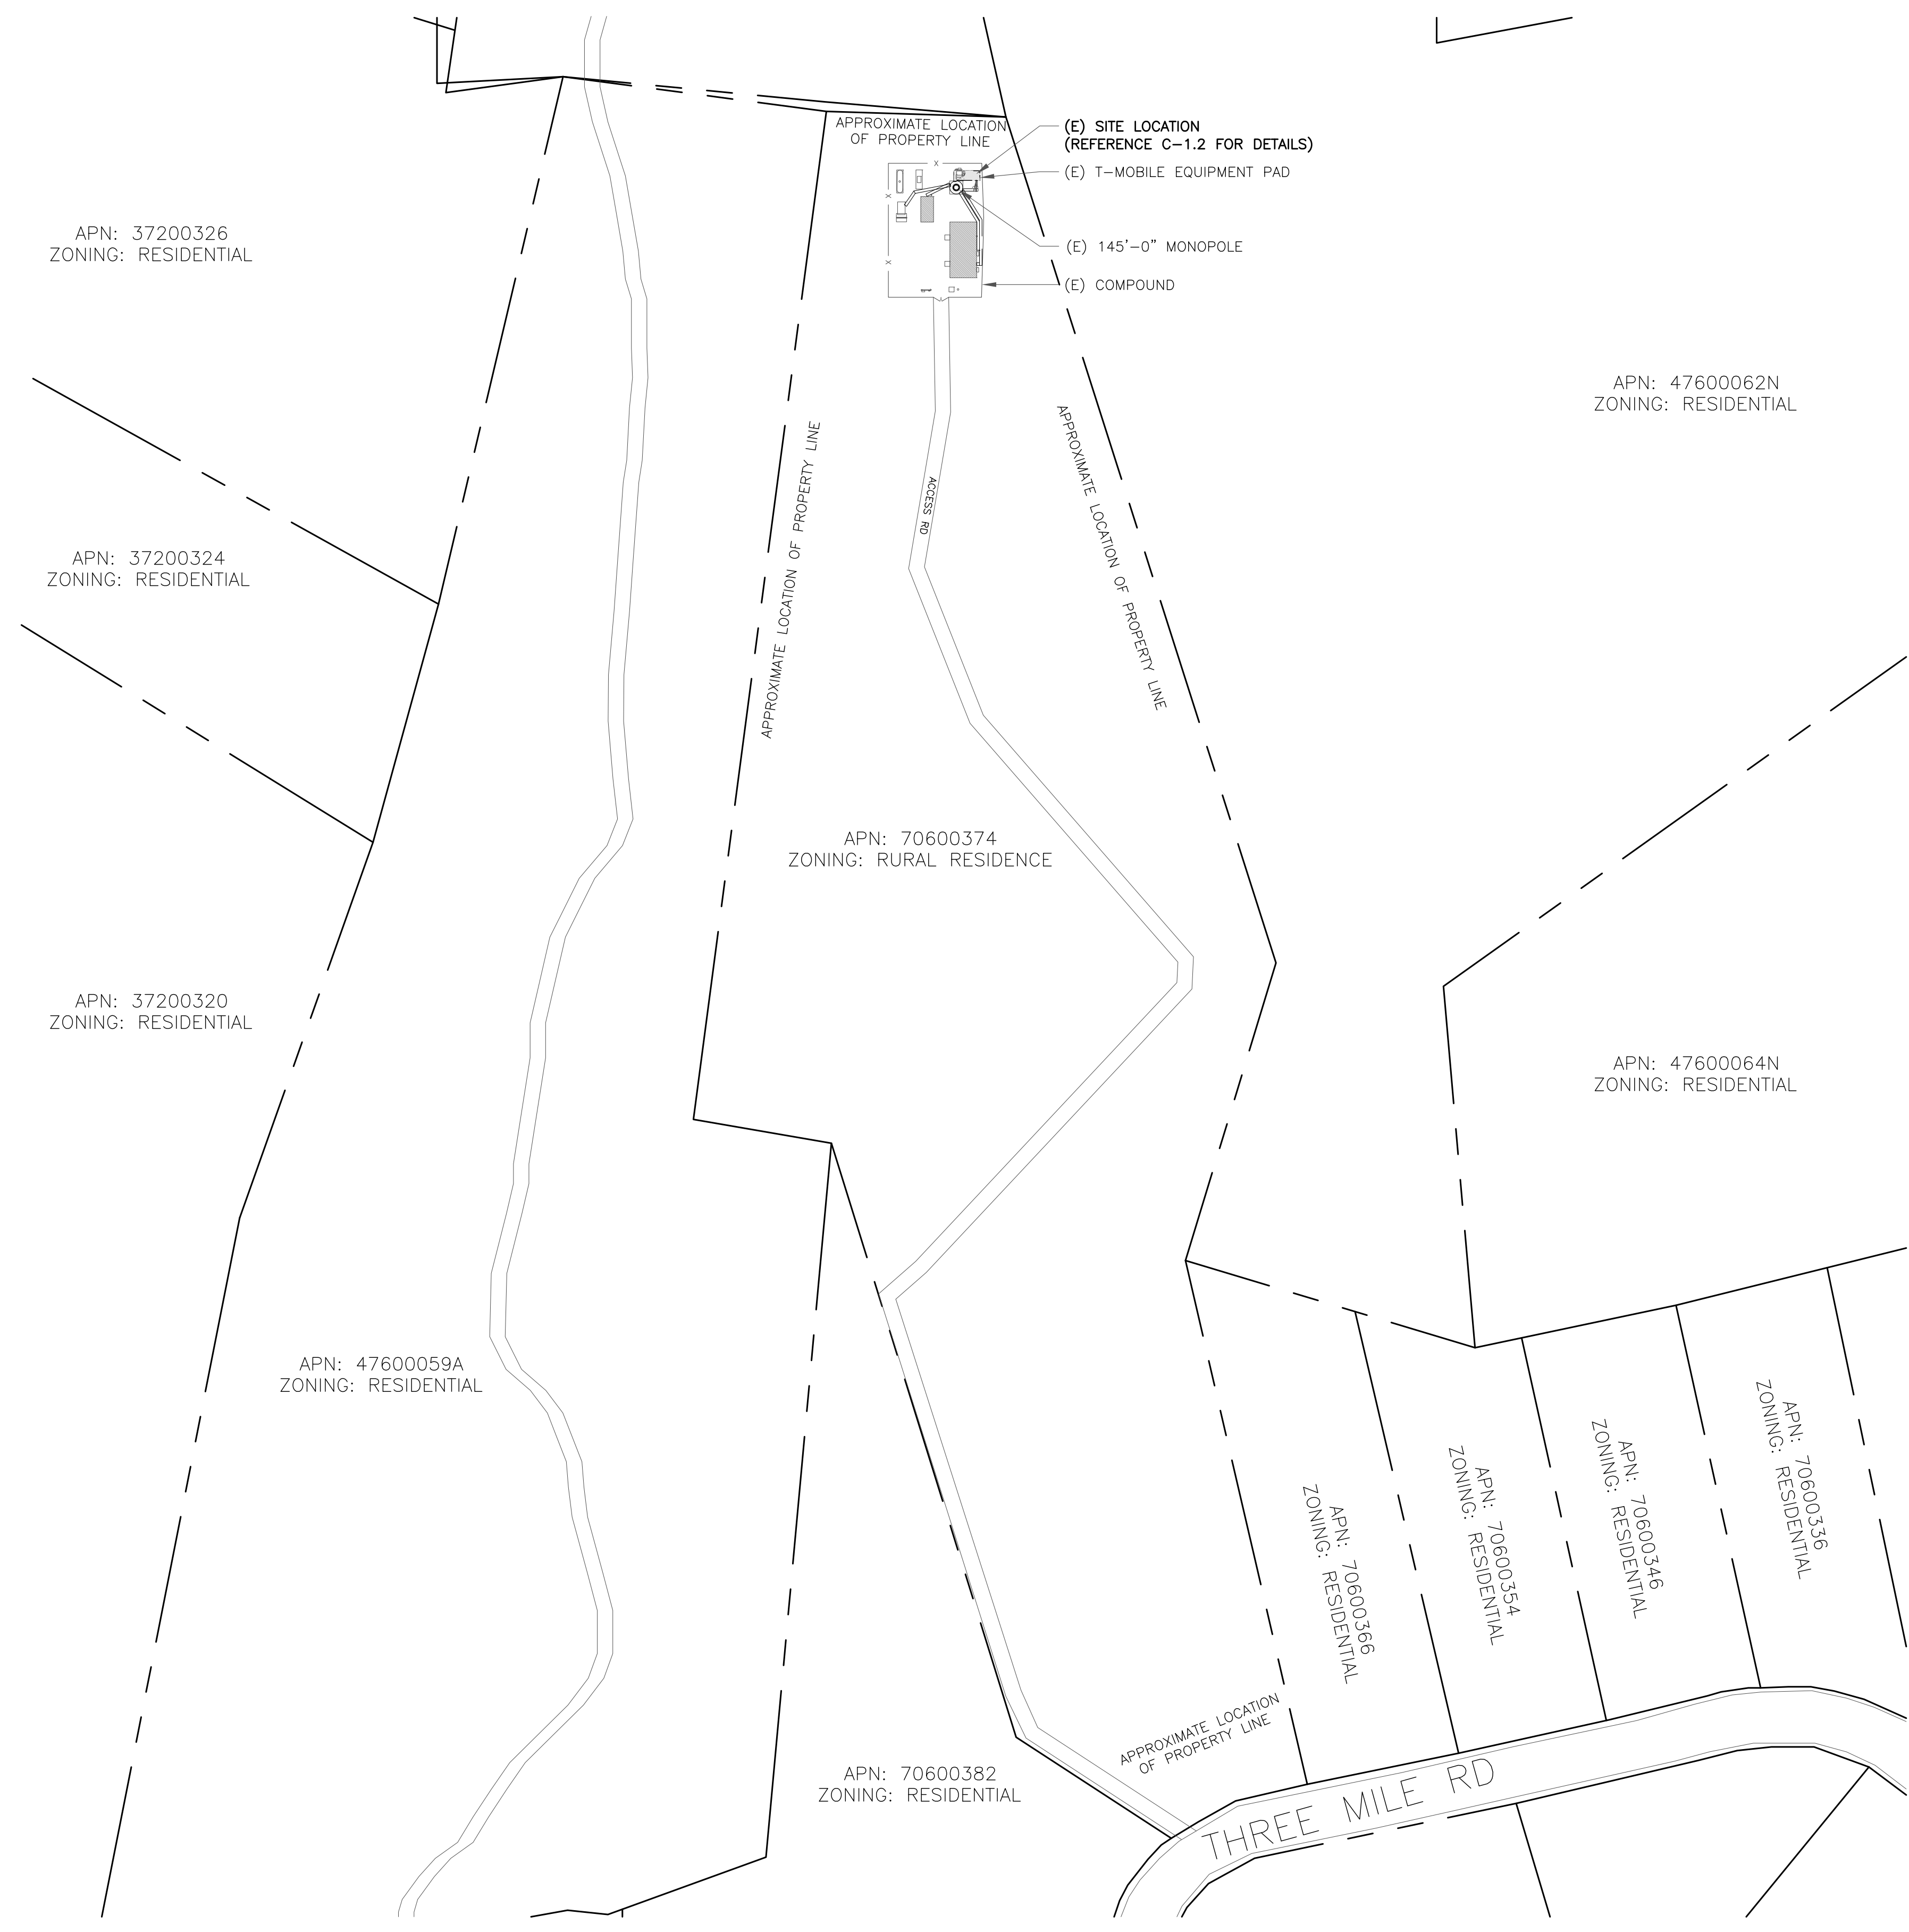 APPROXIMATE LOCATION
OF PROPERTY LINE
(E) SITE LOCATION
(REFERENCE C-1.2 FOR DETAILS)
(E) T-MOBILE EQUIPMENT PAD
(E) 145'-0" MONOPOLE
(E) COMPOUND
X
X
X
APN: 37200326
ZONING: RESIDENTIAL
APN: 47600062N
ZONING: RESIDENTIAL
APPROXIMATE LOCATION OF PROPERTY LINE
ACCESS RD
APPROXIMATE LOCATION OF PROPERTY LINE
APN: 37200324
ZONING: RESIDENTIAL
APN: 70600374
ZONING: RURAL RESIDENCE
APN: 37200320
ZONING: RESIDENTIAL
APN: 47600064N
ZONING: RESIDENTIAL
APN: 47600059A
ZONING: RESIDENTIAL
APN: 70600366
ZONING: RESIDENTIAL
APN: 70600354
ZONING: RESIDENTIAL
APN: 70600346
ZONING: RESIDENTIAL
APN: 70600336
ZONING: RESIDENTIAL
APPROXIMATE LOCATION
OF PROPERTY LINE
APN: 70600382
ZONING: RESIDENTIAL
THREE MILE RD